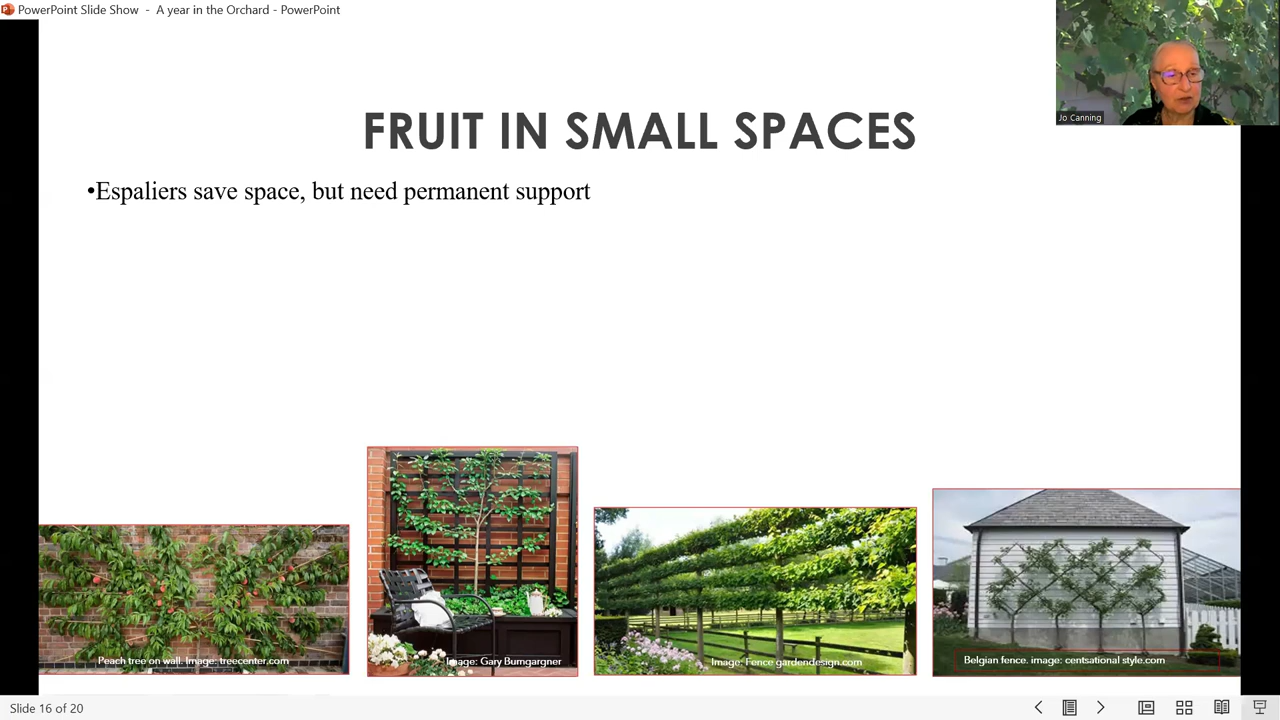 PowerPoint Slide Show - A year in the Orchard - PowerPoint
Jo Canning
FRUIT IN SMALL SPACES
•Espaliers save space, but need permanent support
Peach tree on wall. Image: treecenter.com
Image: Gary Bumgargner
Image: Fence gardendesign.com
Belgian fence. image: centsational style.com
Slide 16 of 20